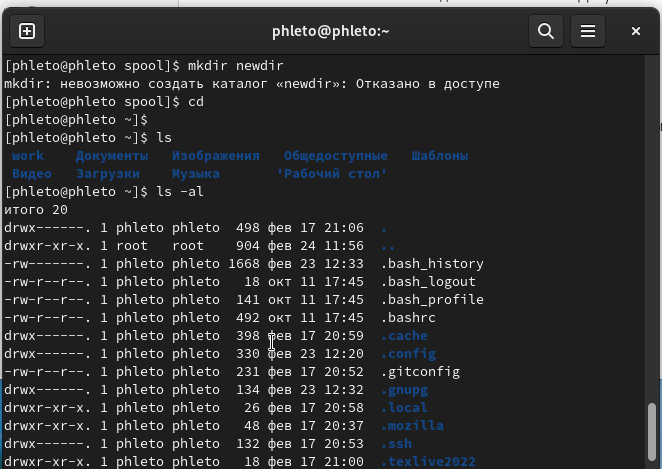 phleto@phleto:~
[phleto@phleto spool]$ mkdir newdir
mkdir: невозможно создать каталог «newdir»: Отказано в доступе
[phleto@phleto spool]$ cd
[phleto@phleto ~]$
[phleto@phleto ~]$ ls
work Документы Изображения Общедоступные Шаблоны
Видео Загрузки Музыка 'Рабочий стол'
[phleto@phleto ~]$ ls -al
итого 20
drwx------. 1 phleto phleto 498 фев 17 21:06 .
drwxr-xr-x. 1 root root 904 фев 24 11:56 ..
-rw-------. 1 phleto phleto 1668 фев 23 12:33 .bash_history
-rw-r--r--. 1 phleto phleto 18 окт 11 17:45 .bash_logout
-rw-r--r--. 1 phleto phleto 141 окт 11 17:45 .bash_profile
-rw-r--r--. 1 phleto phleto 492 окт 11 17:45 .bashrc
drwx------. 1 phleto phleto 398 фев 17 20:59 .cache
drwx------. 1 phleto phleto 330 фев 23 12:20 .config
-rw-r--r--. 1 phleto phleto 231 фев 17 20:52 .gitconfig
drwx------. 1 phleto phleto 134 фев 23 12:32 .gnupg
drwxr-xr-x. 1 phleto phleto 26 фев 17 20:58 .local
drwxr-xr-x. 1 phleto phleto 48 фев 17 20:37 .mozilla
drwx------. 1 phleto phleto 132 фев 17 20:53 .ssh
drwxr-xr-x. 1 phleto phleto 18 фев 17 21:00 .texlive2022